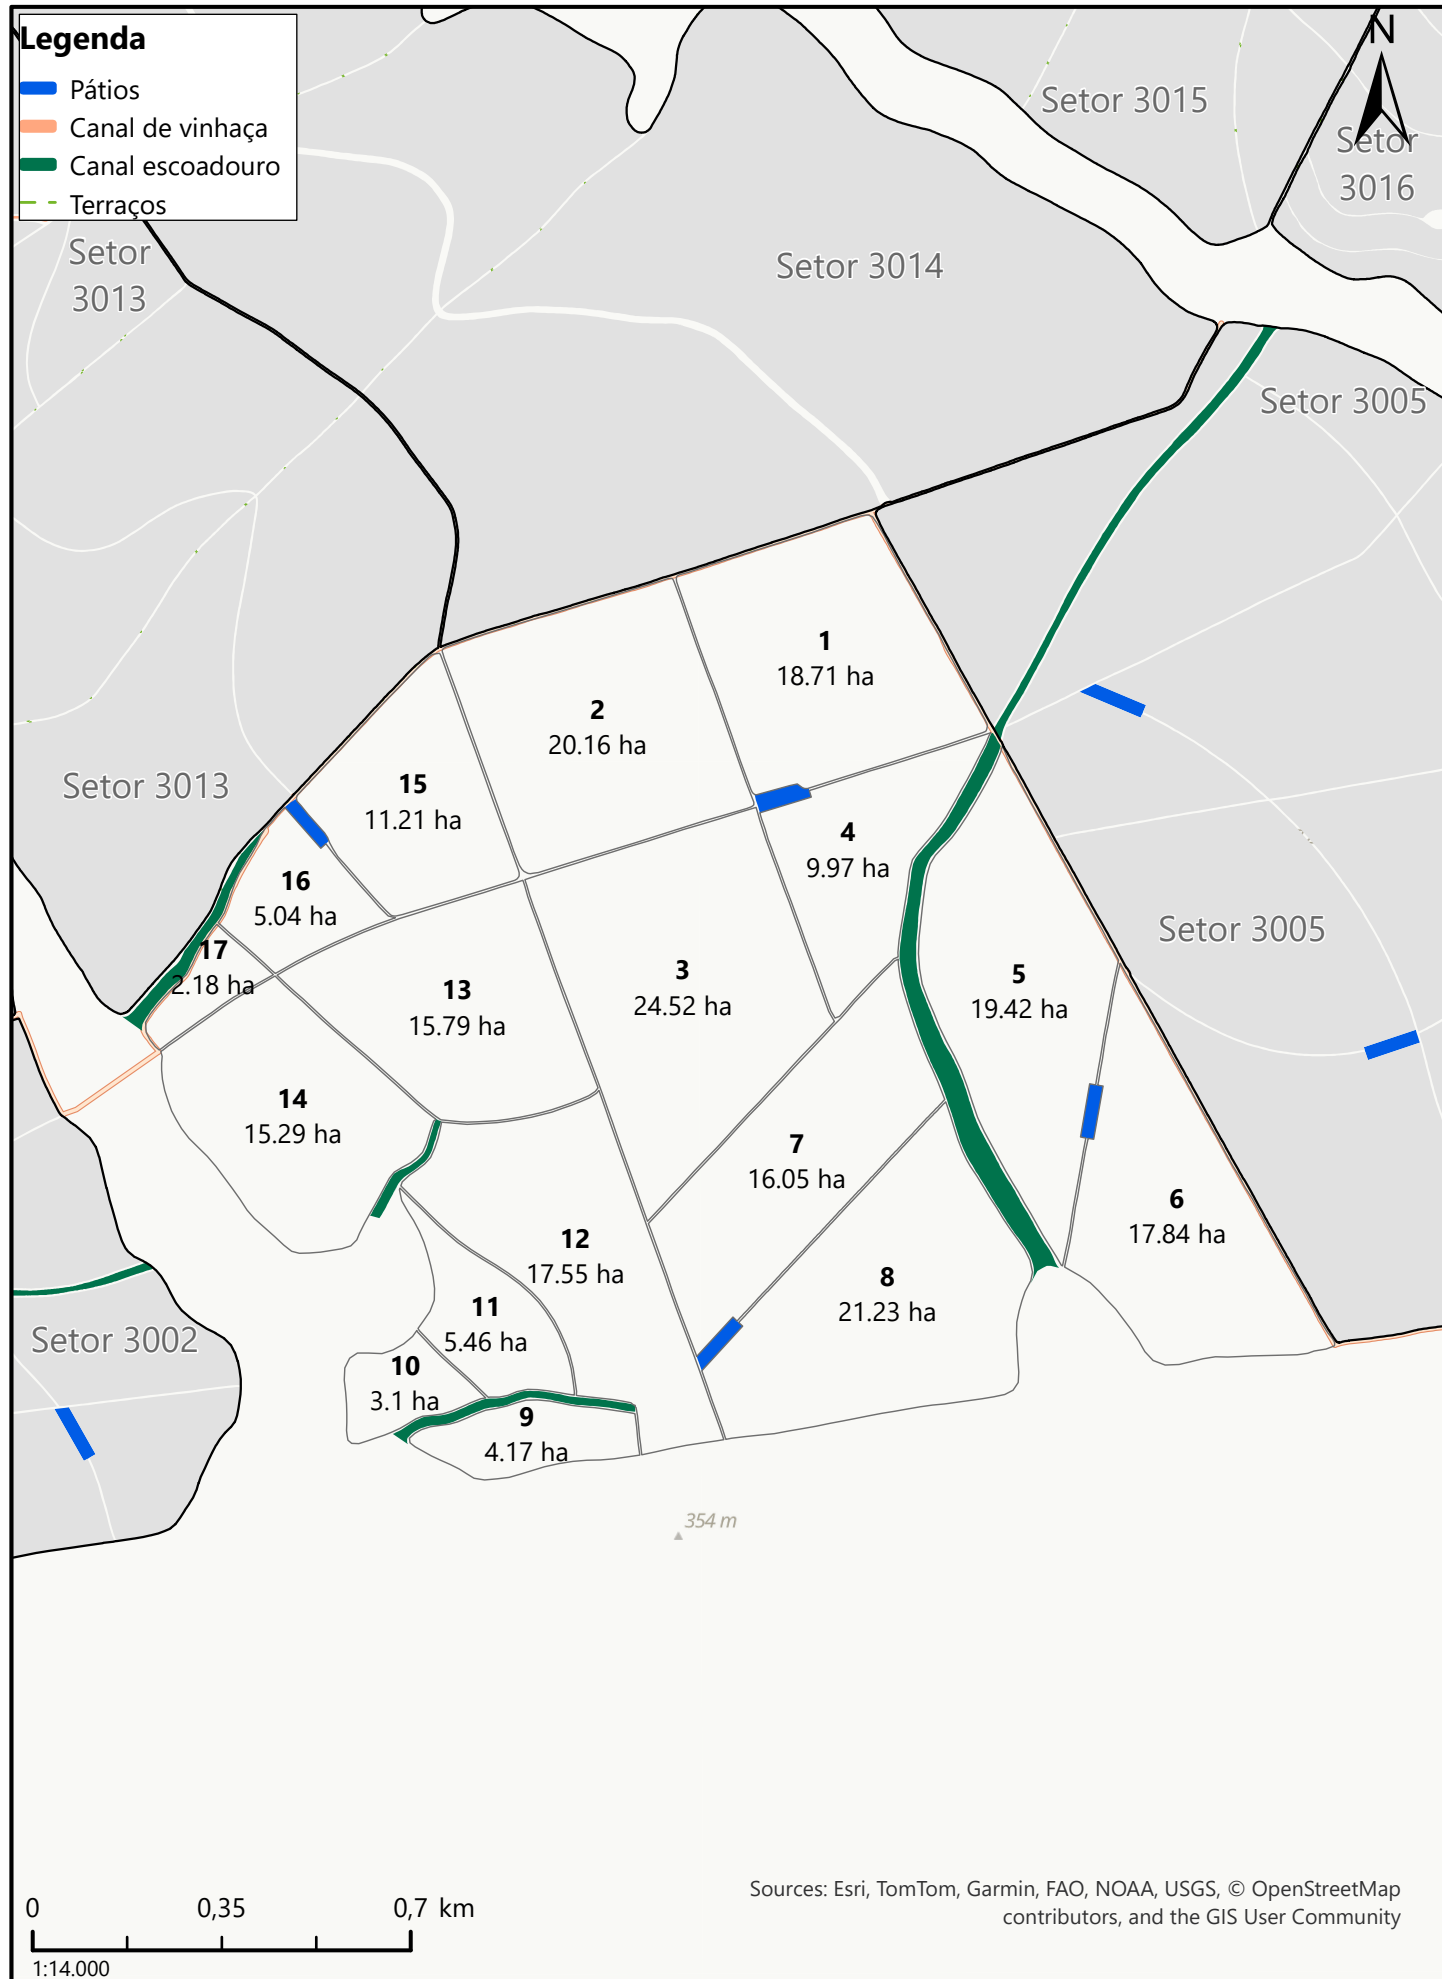 Legenda
Pátios
Canal de vinhaça
Canal escoadouro
Terraços
N
Setor 3015
Setor
3016
Setor
3013
Setor 3014
Setor 3005
1
18.71 ha
2
20.16 ha
15
11.21 ha
Setor 3013
4
9.97 ha
16
5.04 ha
Setor 3005
17
2.18 ha
3
24.52 ha
5
19.42 ha
13
15.79 ha
14
15.29 ha
7
16.05 ha
6
17.84 ha
12
17.55 ha
8
21.23 ha
11
5.46 ha
Setor 3002
10
3.1 ha
9
4.17 ha
354 m
Sources: Esri, TomTom, Garmin, FAO, NOAA, USGS, © OpenStreetMap
contributors, and the GIS User Community
0 0,35 0,7 km
1:14.000